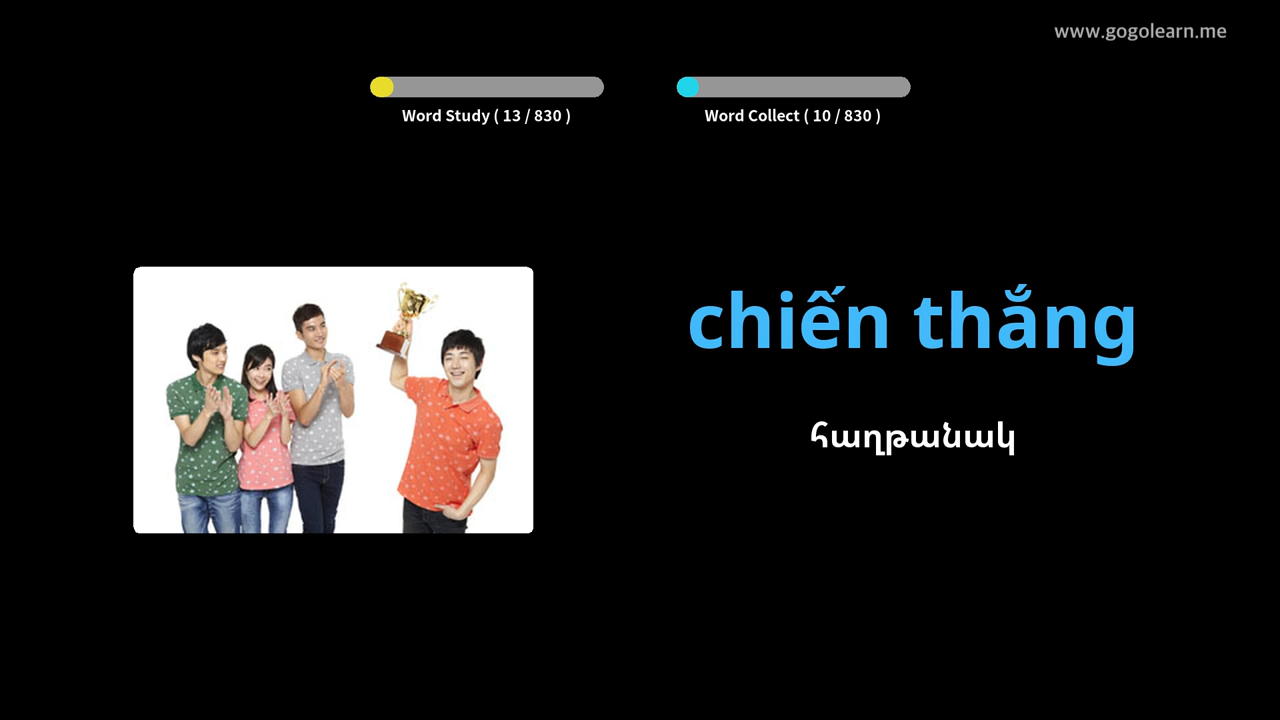 www.gogolearn.me
Word Study ( 13 / 830 )
Word Collect ( 10 / 830 )
chiến thắng
հաղթանակ